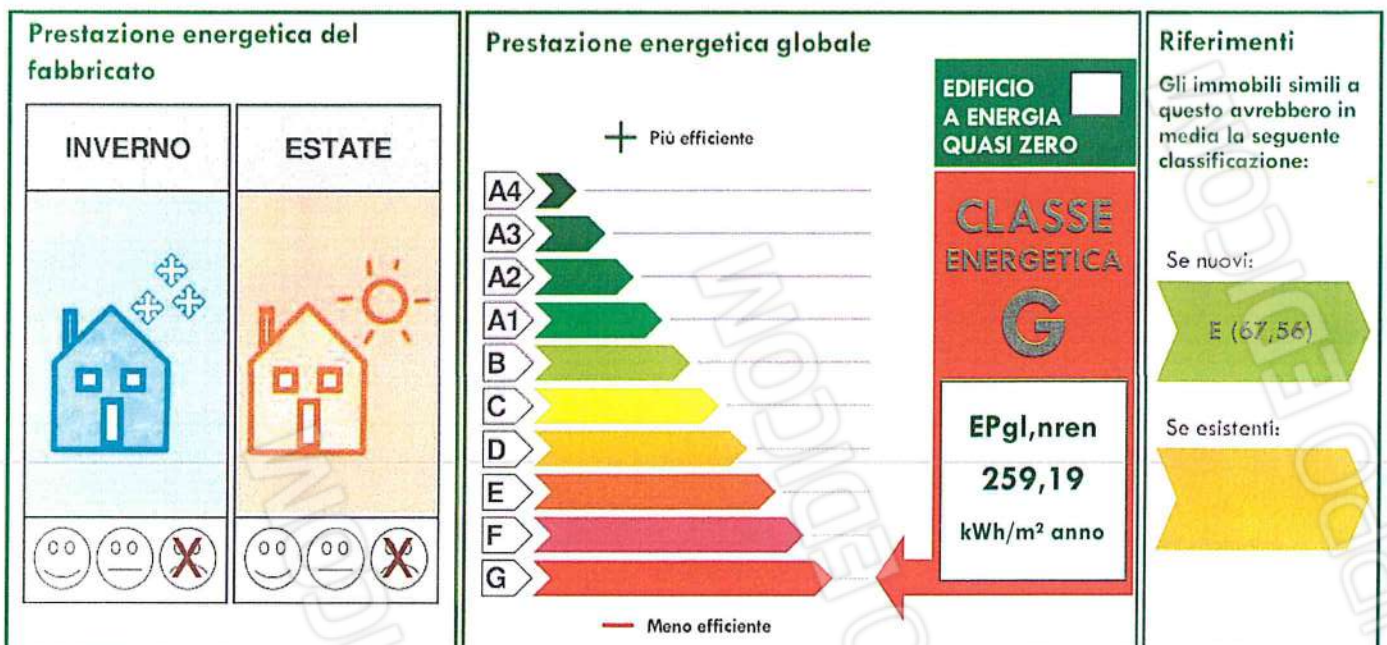 Prestazione energetica del
fabbricato
INVERNO
ESTATE
Prestazione energetica globale
+ Più efficiente
A4
A3
A2
A1
B
C
D
E
F
G
— Meno efficiente
EDIFICIO
A ENERGIA
QUASI ZERO
CLASSE
ENERGETICA
G
EPgl,nren
259,19
kWh/m² anno
Riferimenti
Gli immobili simili a
questo avrebbero in
media la seguente
classificazione:
Se nuovi:
E (67,56)
Se esistenti: